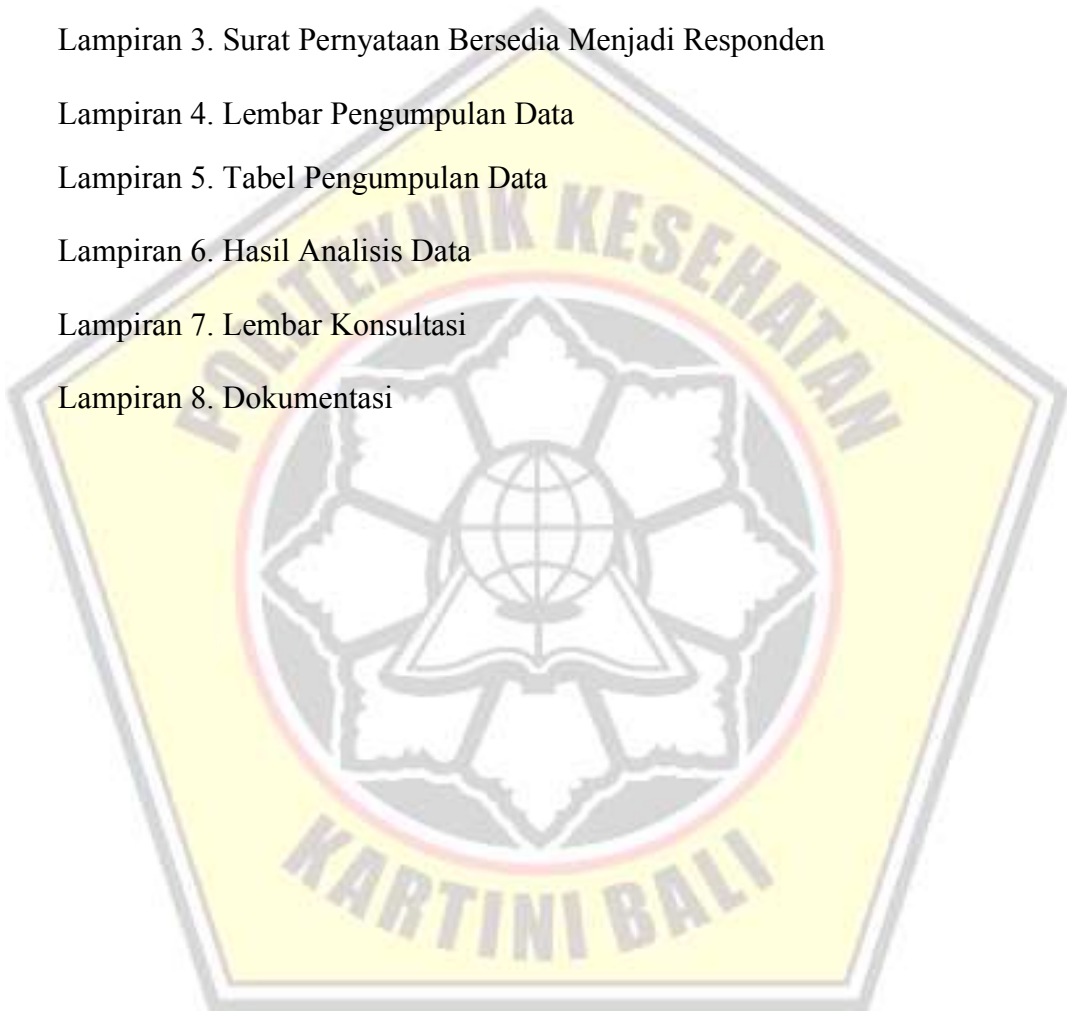 Lampiran 3. Surat Pernyataan Bersedia Menjadi Responden
Lampiran 4. Lembar Pengumpulan Data
Lampiran 5. Tabel Pengumpulan Data
Lampiran 6. Hasil Analisis Data
Lampiran 7. Lembar Konsultasi
Lampiran 8. Dokumentasi
POLITEKNIK KESEHATAN
KARTINI BALI